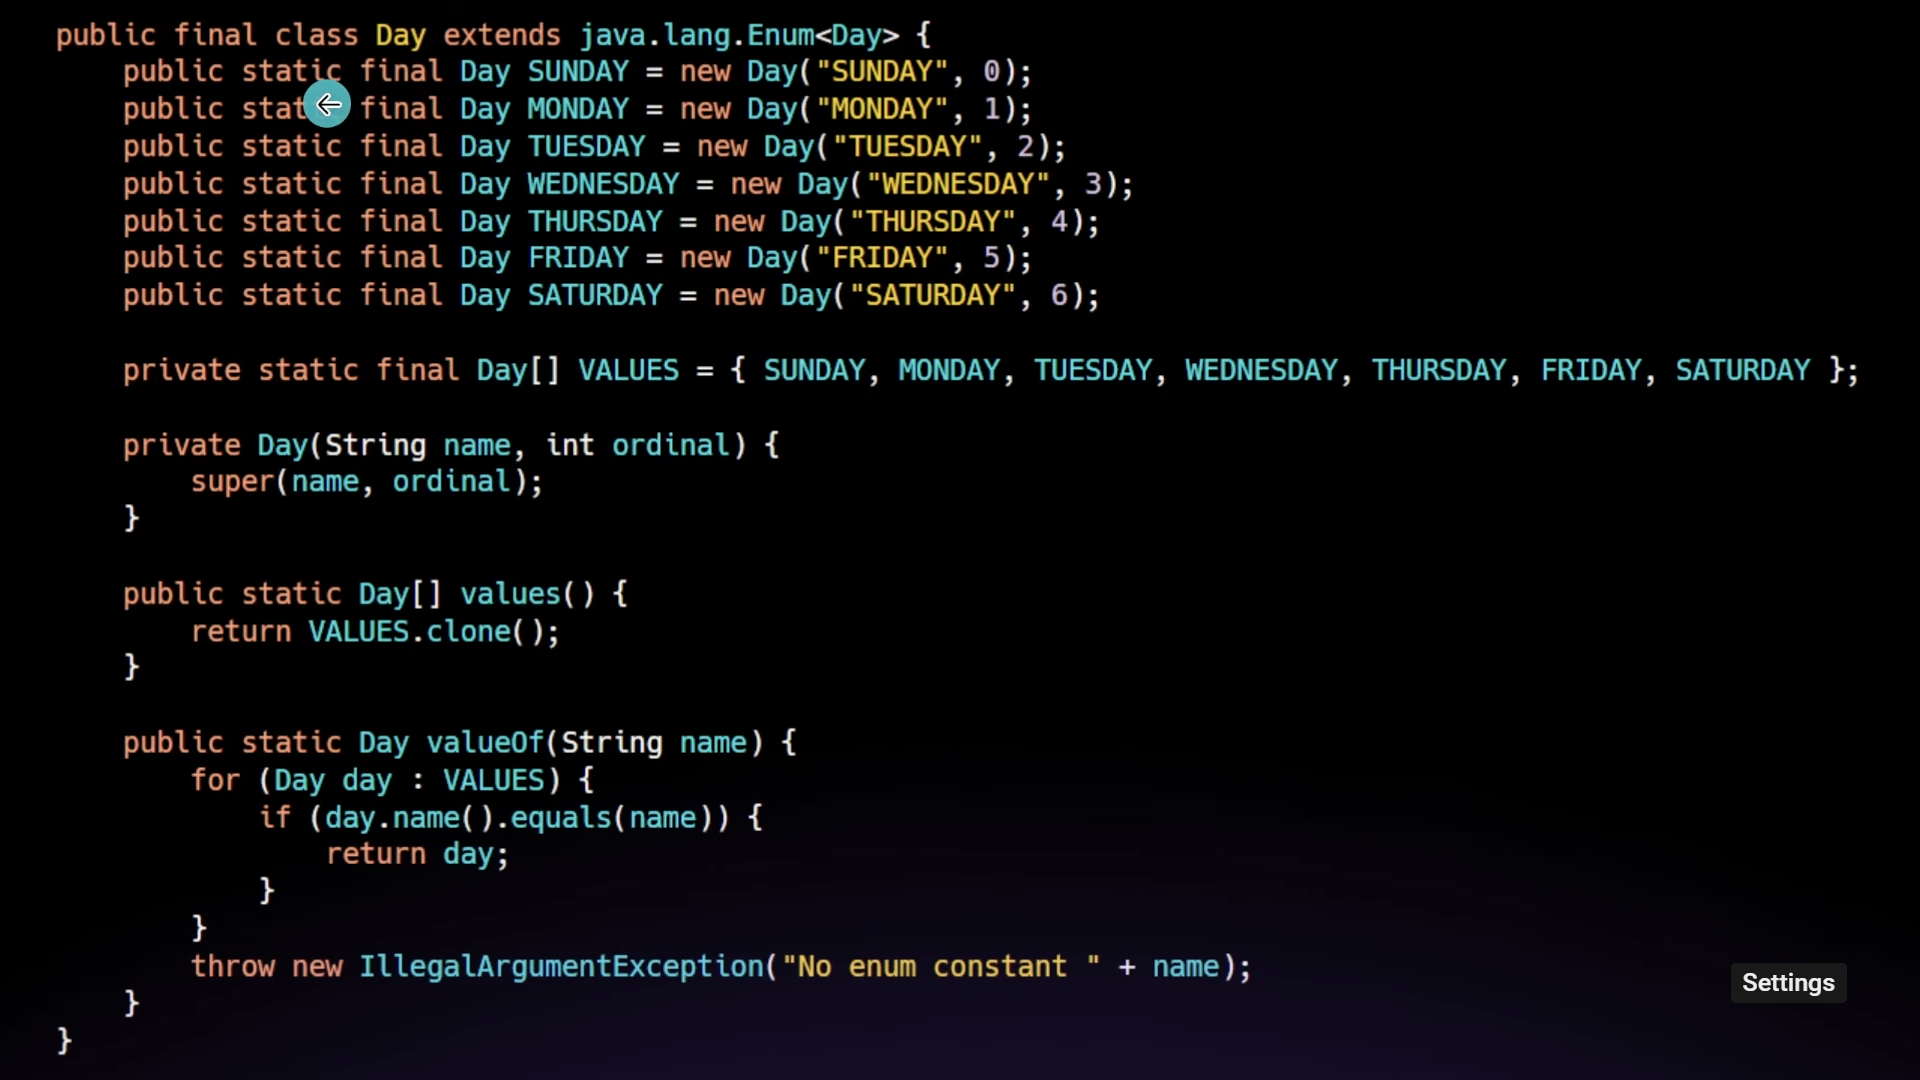 public final class Day extends java.lang.Enum<Day> {
    public static final Day SUNDAY = new Day("SUNDAY", 0);
    public stat final Day MONDAY = new Day("MONDAY", 1);
    public static final Day TUESDAY = new Day("TUESDAY", 2);
    public static final Day WEDNESDAY = new Day("WEDNESDAY", 3);
    public static final Day THURSDAY = new Day("THURSDAY", 4);
    public static final Day FRIDAY = new Day("FRIDAY", 5);
    public static final Day SATURDAY = new Day("SATURDAY", 6);
    private static final Day[] VALUES = { SUNDAY, MONDAY, TUESDAY, WEDNESDAY, THURSDAY, FRIDAY, SATURDAY };
    private Day(String name, int ordinal) {
        super(name, ordinal);
    }
    public static Day[] values() {
        return VALUES.clone();
    }
    public static Day valueOf(String name) {
        for (Day day : VALUES) {
            if (day.name().equals(name)) {
                return day;
            }
        }
        throw new IllegalArgumentException("No enum constant " + name);
    }
}
Settings